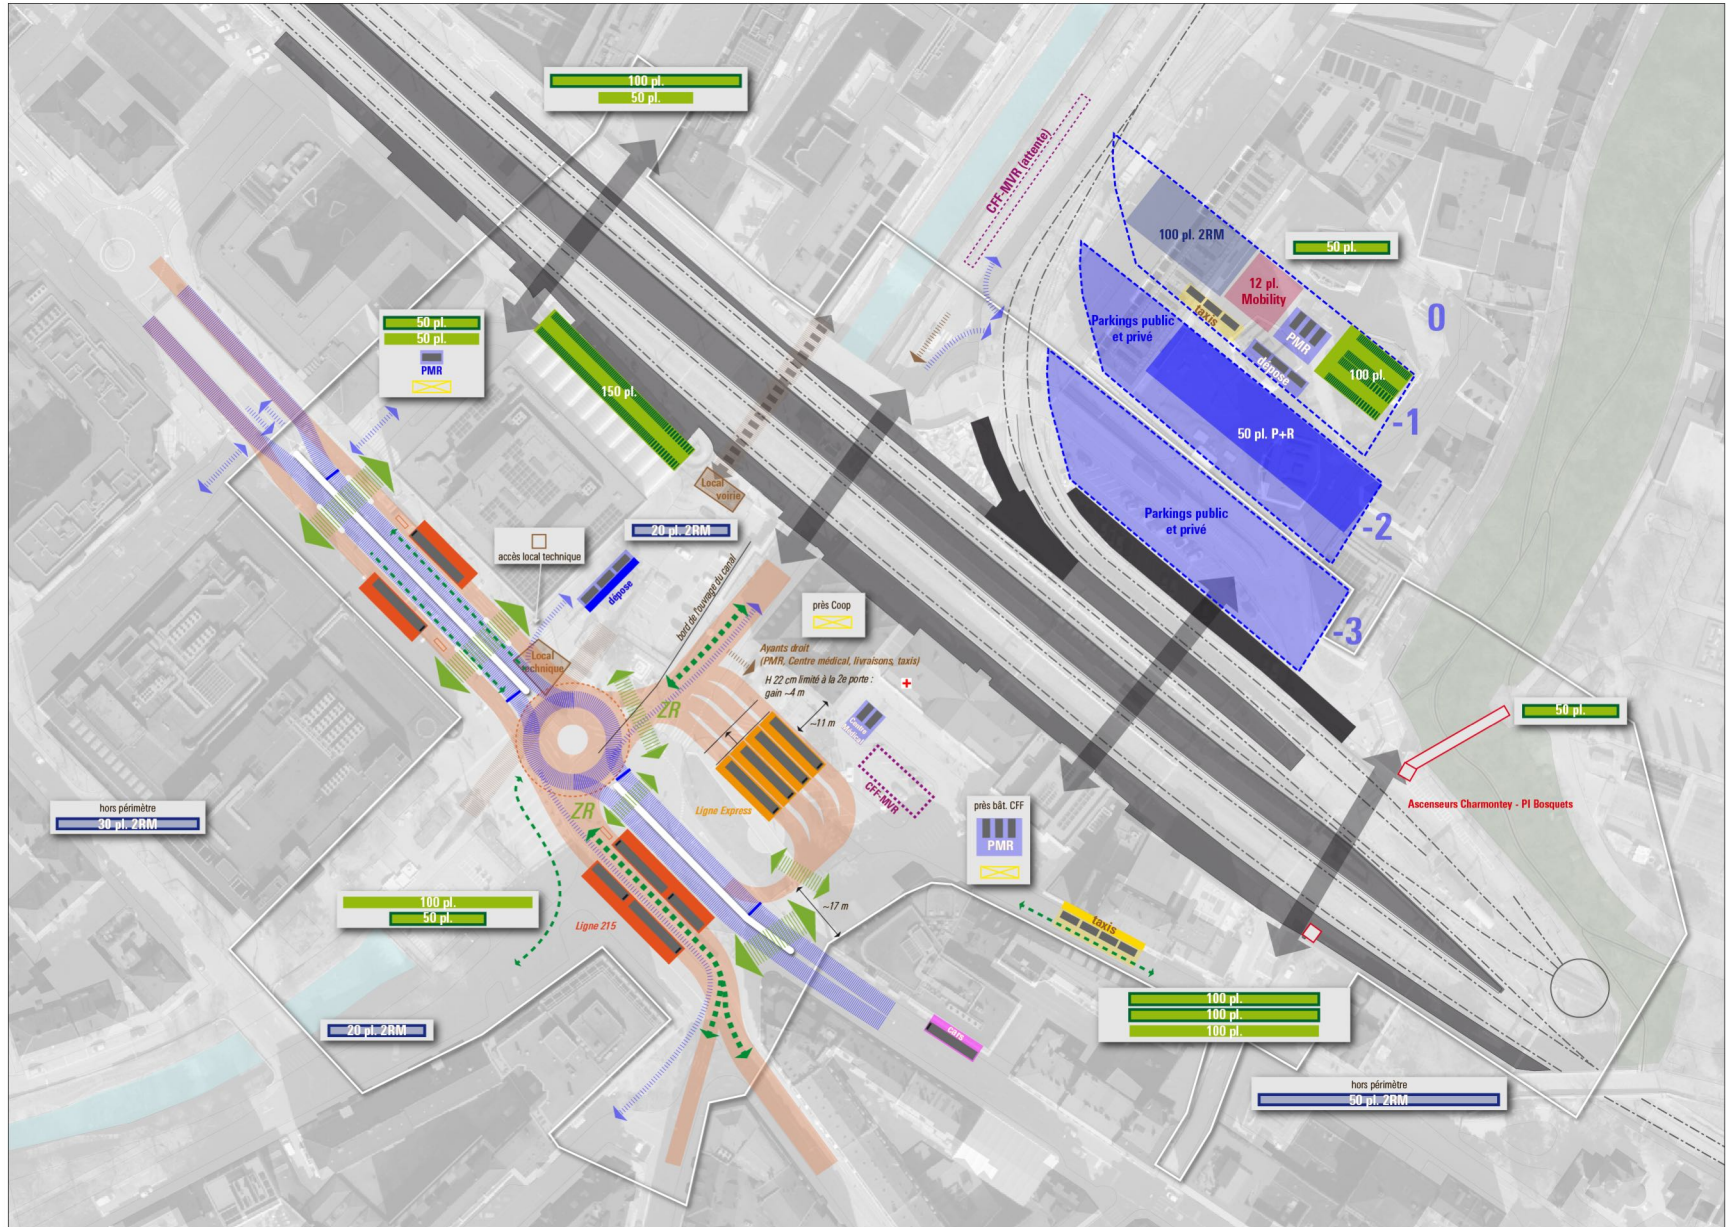 100 pl.
50 pl.
CFF-MVR (attente)
100 pl. 2RM
50 pl.
12 pl.
Mobility
taxis
PMR
dépose
100 pl.
0
-1
Parkings public
et privé
50 pl. P+R
-2
Parkings public
et privé
-3
50 pl.
50 pl.
PMR
150 pl.
Local
voirie
20 pl. 2RM
accès local technique
dépose
bord de l'ouvrage du canal
près Coop
Local
technique
Ayants droit
(PMR, Centre médical, livraisons, taxis)
H 22 cm limité à la 2e porte :
gain ~4 m
~11 m
ZR
ZR
Ligne Express
CFF-MVR
50 pl.
Ascenseurs Charmontey - PI Bosquets
hors périmètre
30 pl. 2RM
près bât. CFF
PMR
100 pl.
50 pl.
Ligne 215
~17 m
taxis
20 pl. 2RM
cars
100 pl.
100 pl.
100 pl.
hors périmètre
50 pl. 2RM